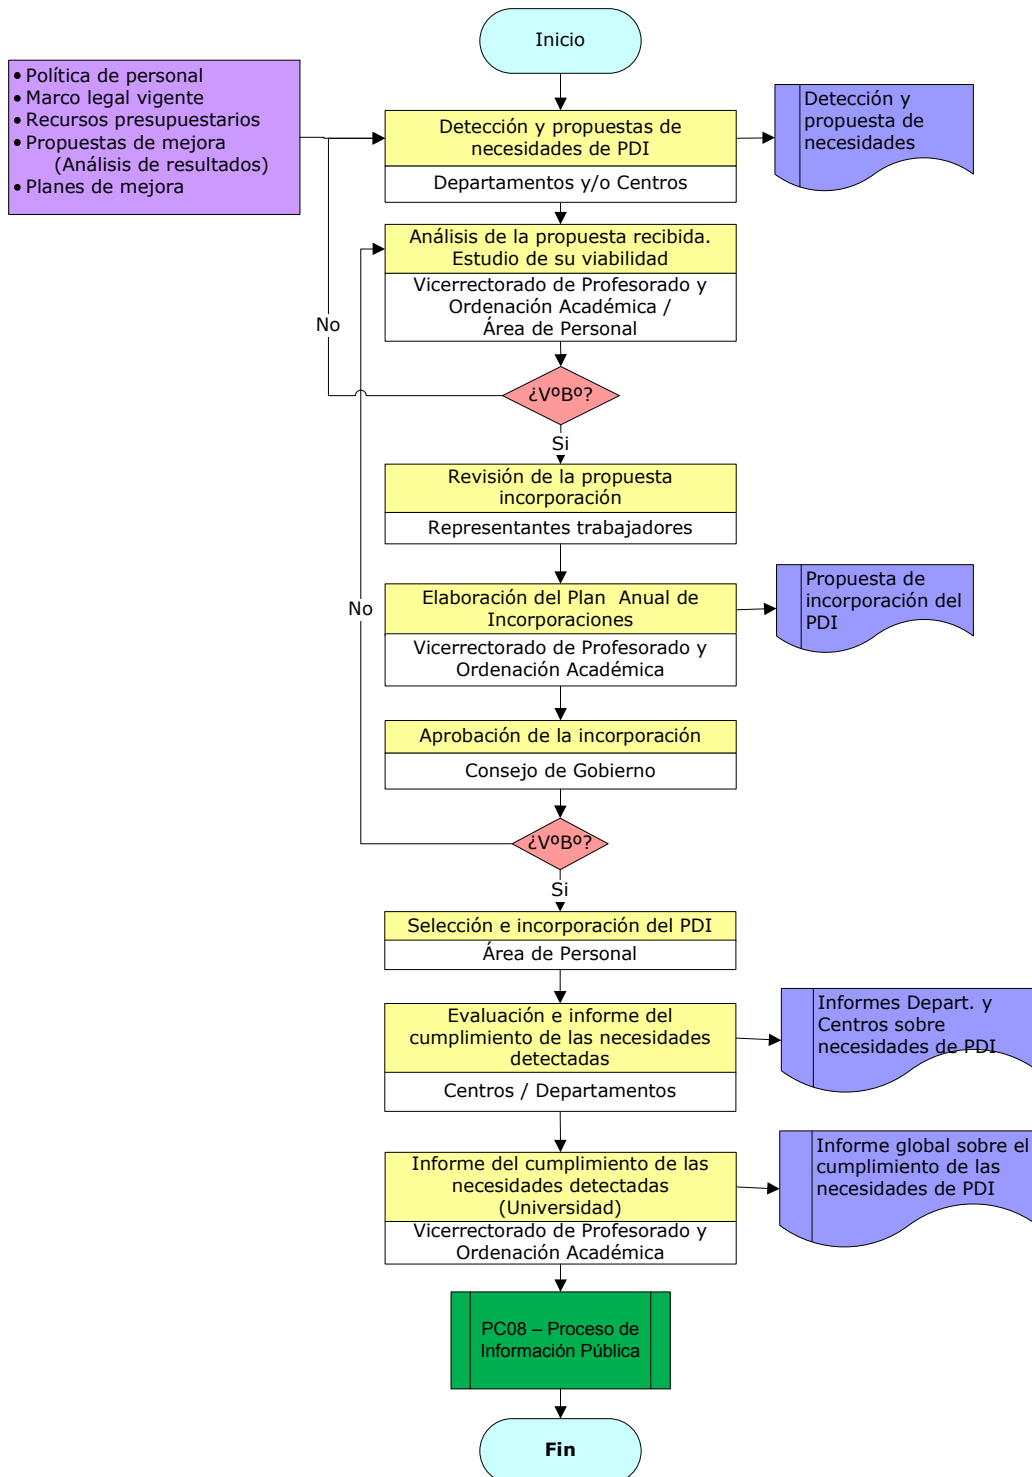 Inicio
• Política de personal
• Marco legal vigente
• Recursos presupuestarios
• Propuestas de mejora
(Análisis de resultados)
• Planes de mejora
Detección y propuestas de
necesidades de PDI
Departamentos y/o Centros
Detección y
propuesta de
necesidades
Análisis de la propuesta recibida.
Estudio de su viabilidad
Vicerrectorado de Profesorado y
Ordenación Académica /
Área de Personal
No
¿VºBº?
Si
Revisión de la propuesta
incorporación
Representantes trabajadores
No
Elaboración del Plan Anual de
Incorporaciones
Vicerrectorado de Profesorado y
Ordenación Académica
Propuesta de
incorporación del
PDI
Aprobación de la incorporación
Consejo de Gobierno
¿VºBº?
Si
Selección e incorporación del PDI
Área de Personal
Evaluación e informe del
cumplimiento de las necesidades
detectadas
Centros / Departamentos
Informes Depart. y
Centros sobre
necesidades de PDI
Informe del cumplimiento de las
necesidades detectadas
(Universidad)
Vicerrectorado de Profesorado y
Ordenación Académica
Informe global sobre el
cumplimiento de las
necesidades de PDI
PC08 – Proceso de
Información Pública
Fin